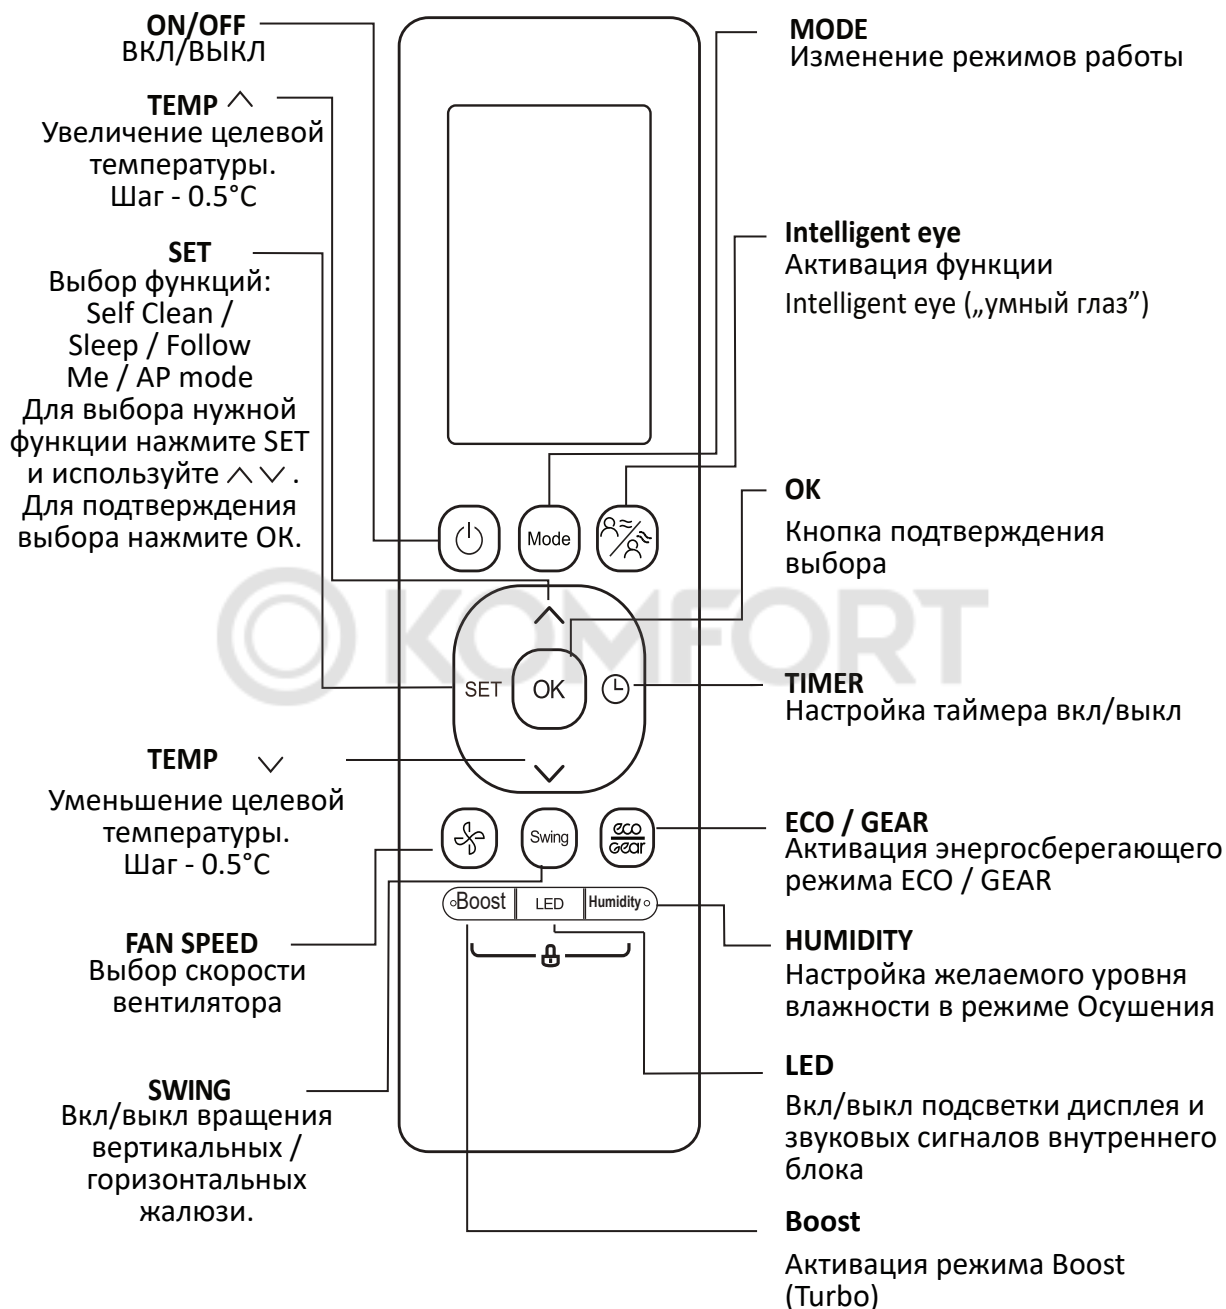 ON/OFF
ВКЛ/ВЫКЛ
TEMP ︿
Увеличение целевой
температуры.
Шаг - 0.5°C
SET
Выбор функций:
Self Clean /
Sleep / Follow
Me / AP mode
Для выбора нужной
функции нажмите SET
и используйте ︿ ﹀ .
Для подтверждения
выбора нажмите ОК.
TEMP ﹀
Уменьшение целевой
температуры.
Шаг - 0.5°C
FAN SPEED
Выбор скорости
вентилятора
SWING
Вкл/выкл вращения
вертикальных /
горизонтальных
жалюзи.
Mode
SET
OK
Swing
eco
Gear
Boost
LED
Humidity
KOMFORT
MODE
Изменение режимов работы
Intelligent eye
Активация функции
Intelligent eye („умный глаз”)
OK
Кнопка подтверждения
выбора
TIMER
Настройка таймера вкл/выкл
ECO / GEAR
Активация энергосберегающего
режима ECO / GEAR
HUMIDITY
Настройка желаемого уровня
влажности в режиме Осушения
LED
Вкл/выкл подсветки дисплея и
звуковых сигналов внутреннего
блока
Boost
Активация режима Boost
(Turbo)